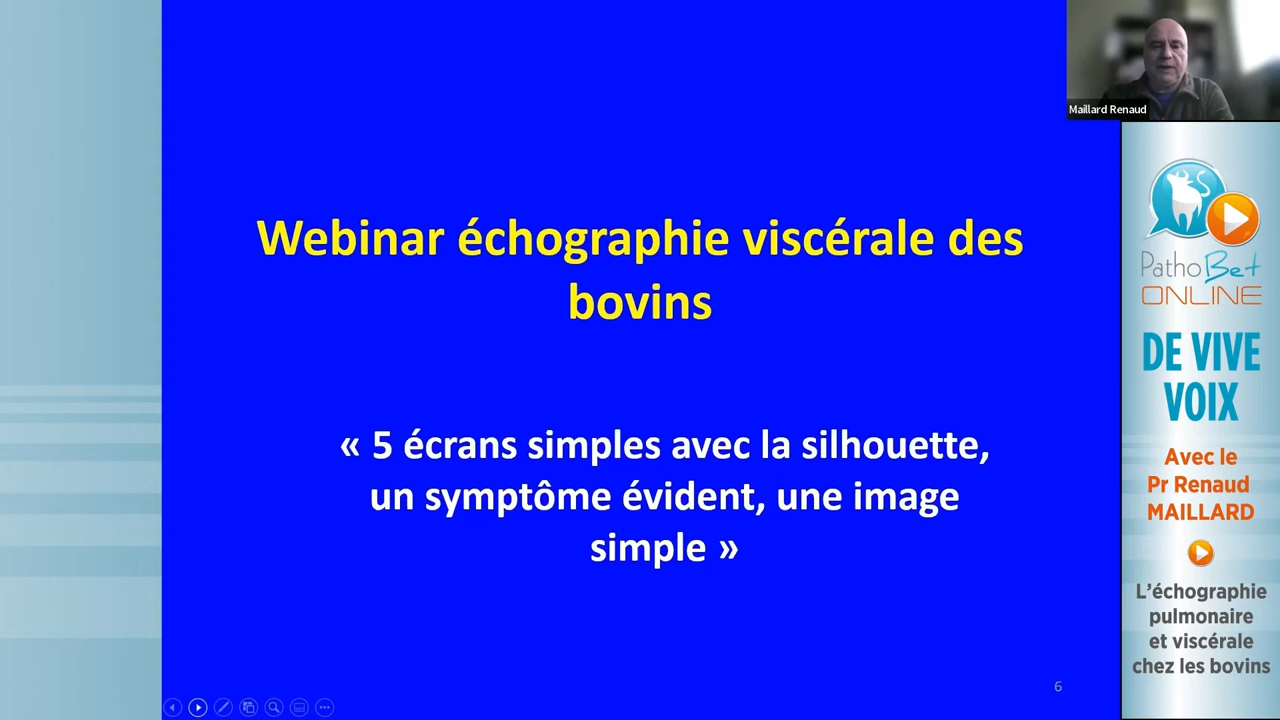 Webinar échographie viscérale des
bovins
« 5 écrans simples avec la silhouette,
un symptôme évident, une image
simple »
6
Maillard Renaud
PathoBet
ONLINE
DE VIVE
VOIX
Avec le
Pr Renaud
MAILLARD
L'échographie
pulmonaire
et viscérale
chez les bovins